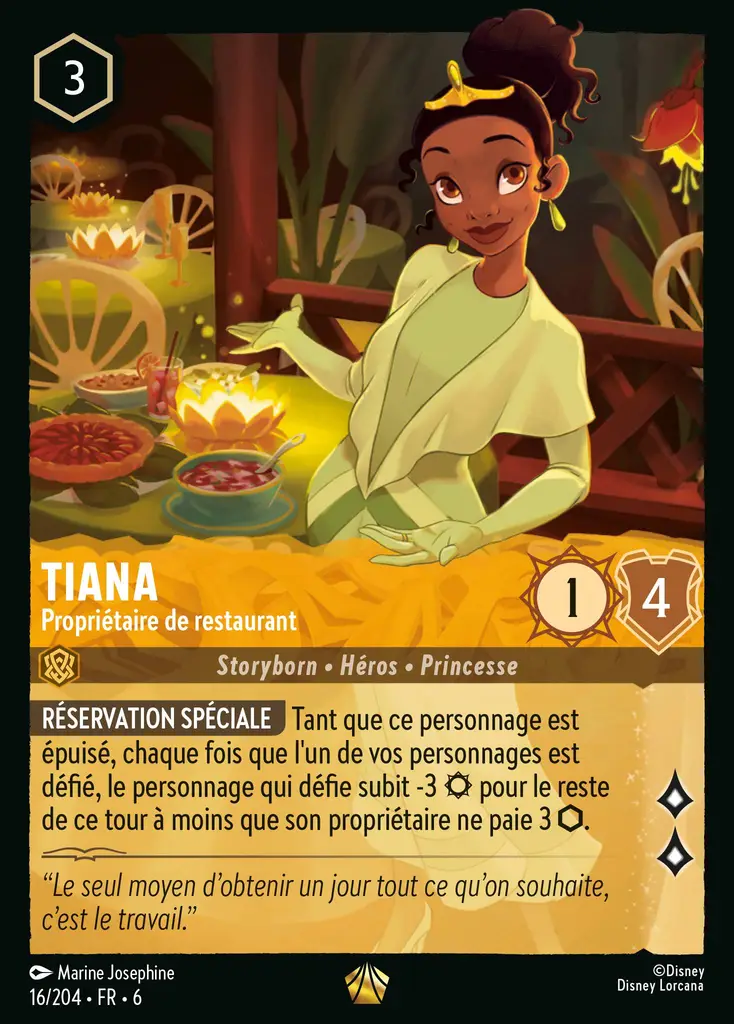 3
TIANA
Propriétaire de restaurant
1
4
Storyborn • Héros • Princesse
RÉSERVATION SPÉCIALE Tant que ce personnage est
épuisé, chaque fois que l'un de vos personnages est
défié, le personnage qui défie subit -3 ¤ pour le reste
de ce tour à moins que son propriétaire ne paie 3 ⬡.
“Le seul moyen d’obtenir un jour tout ce qu’on souhaite,
c’est le travail.”
Marine Josephine
16/204 • FR • 6
©Disney
Disney Lorcana